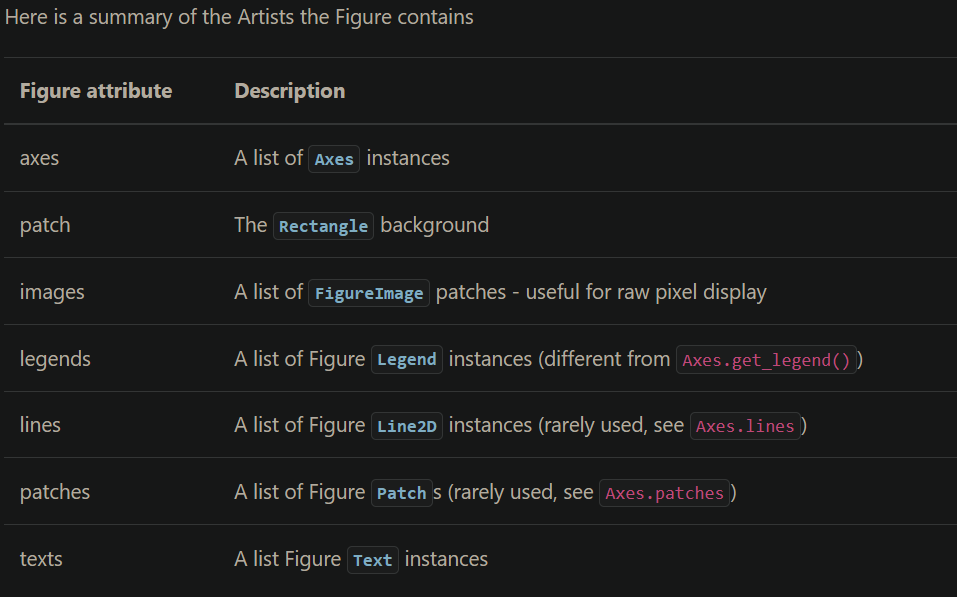 Here is a summary of the Artists the Figure contains
Figure attribute Description
axes A list of Axes instances
patch The Rectangle background
images A list of FigureImage patches - useful for raw pixel display
legends A list of Figure Legend instances (different from Axes.get_legend())
lines A list of Figure Line2D instances (rarely used, see Axes.lines)
patches A list of Figure Patchs (rarely used, see Axes.patches)
texts A list Figure Text instances